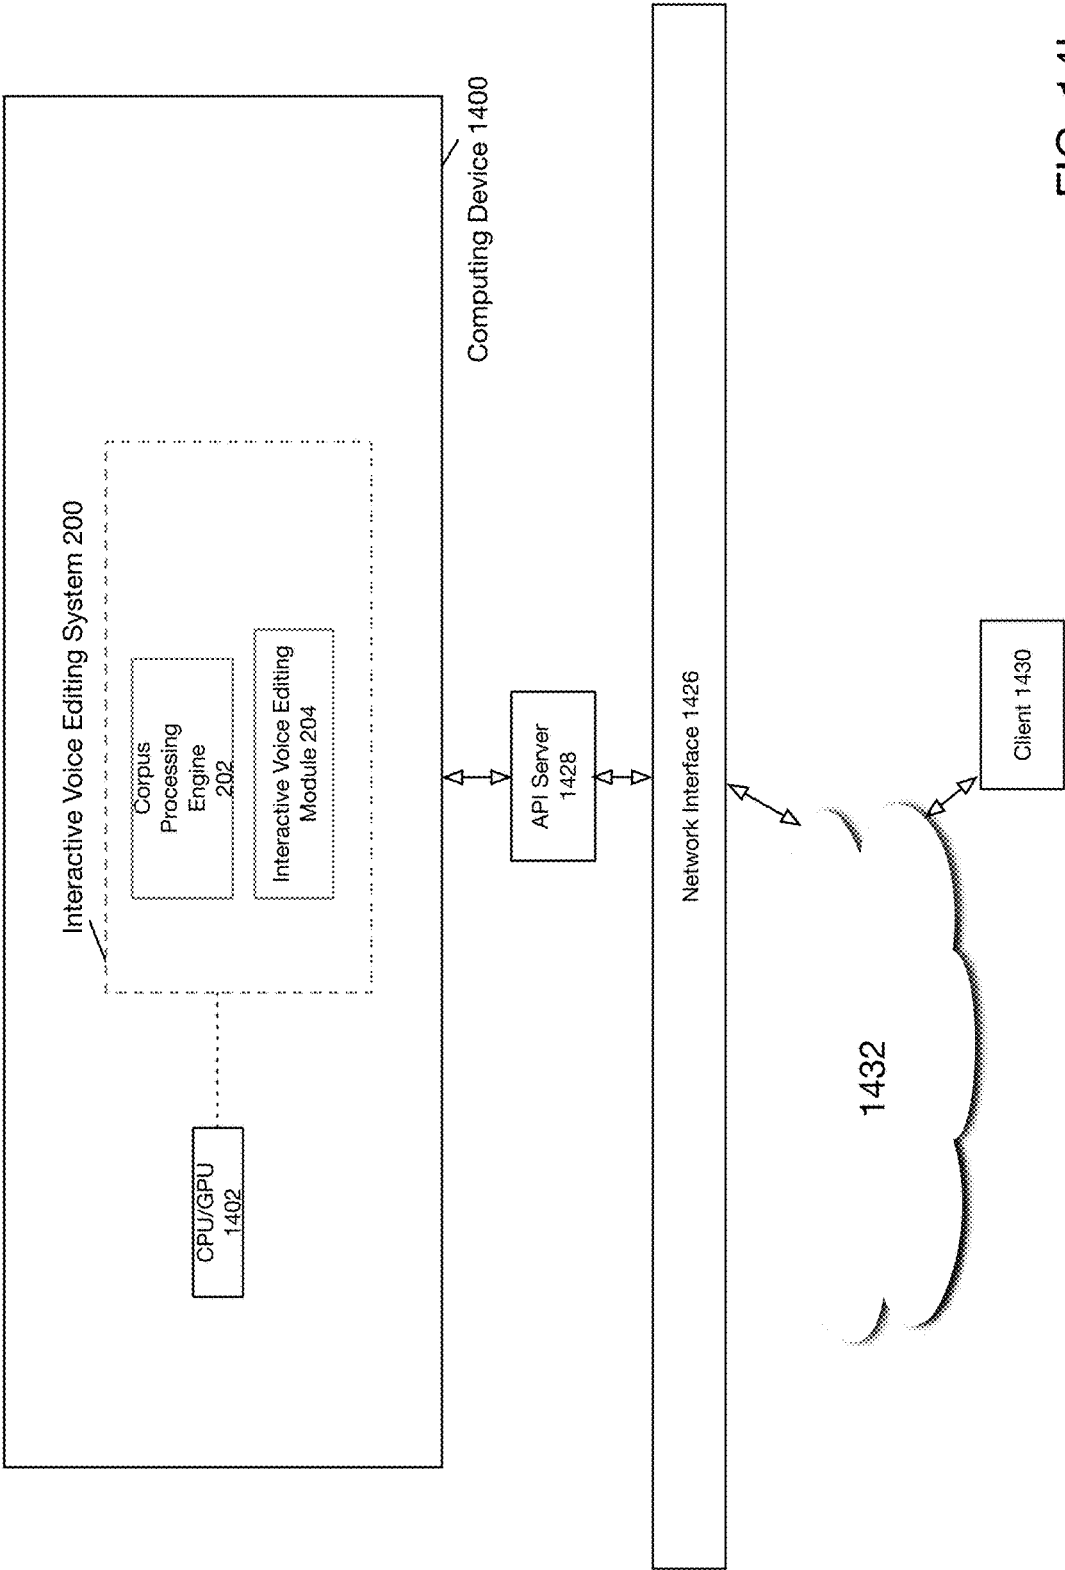 Interactive Voice Editing System 200
Corpus
Processing
Engine
202
Interactive Voice Editing
Module 204
CPU/GPU
1402
Computing Device 1400
API Server
1428
Network Interface 1426
1432
Client 1430